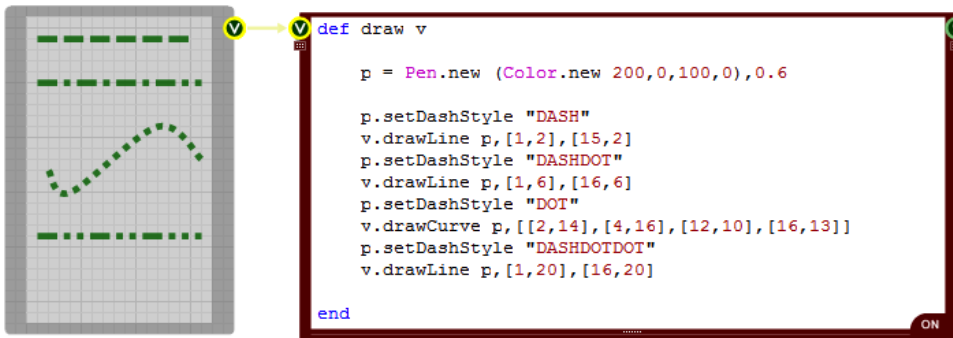 V
V
def draw v
p = Pen.new (Color.new 200,0,100,0),0.6
p.setDashStyle "DASH"
v.drawLine p,[1,2],[15,2]
p.setDashStyle "DASHDOT"
v.drawLine p,[1,6],[16,6]
p.setDashStyle "DOT"
v.drawCurve p,[[2,14],[4,16],[12,10],[16,13]]
p.setDashStyle "DASHDOTDOT"
v.drawLine p,[1,20],[16,20]
end
ON